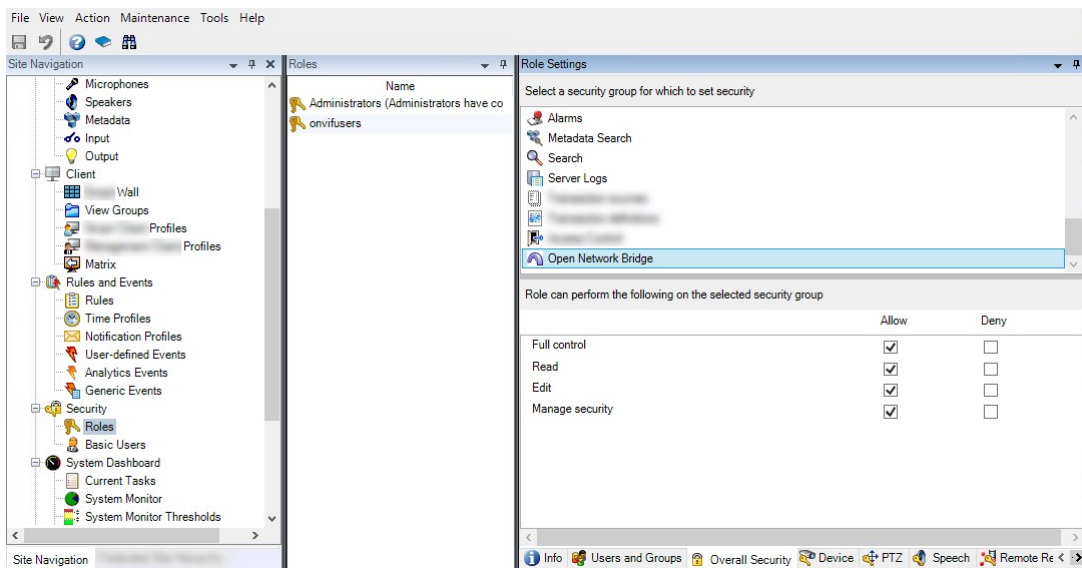 File View Action Maintenance Tools Help
Site Navigation
Microphones
Speakers
Metadata
Input
Output
Client
Wall
View Groups
Profiles
Profiles
Matrix
Rules and Events
Rules
Time Profiles
Notification Profiles
User-defined Events
Analytics Events
Generic Events
Security
Roles
Basic Users
System Dashboard
Current Tasks
System Monitor
System Monitor Thresholds
Site Navigation
Roles
Name
Administrators (Administrators have co
onvifusers
Role Settings
Select a security group for which to set security
Alarms
Metadata Search
Search
Server Logs
Open Network Bridge
Role can perform the following on the selected security group
Allow Deny
Full control
Read
Edit
Manage security
Info Users and Groups Overall Security Device PTZ Speech Remote Re